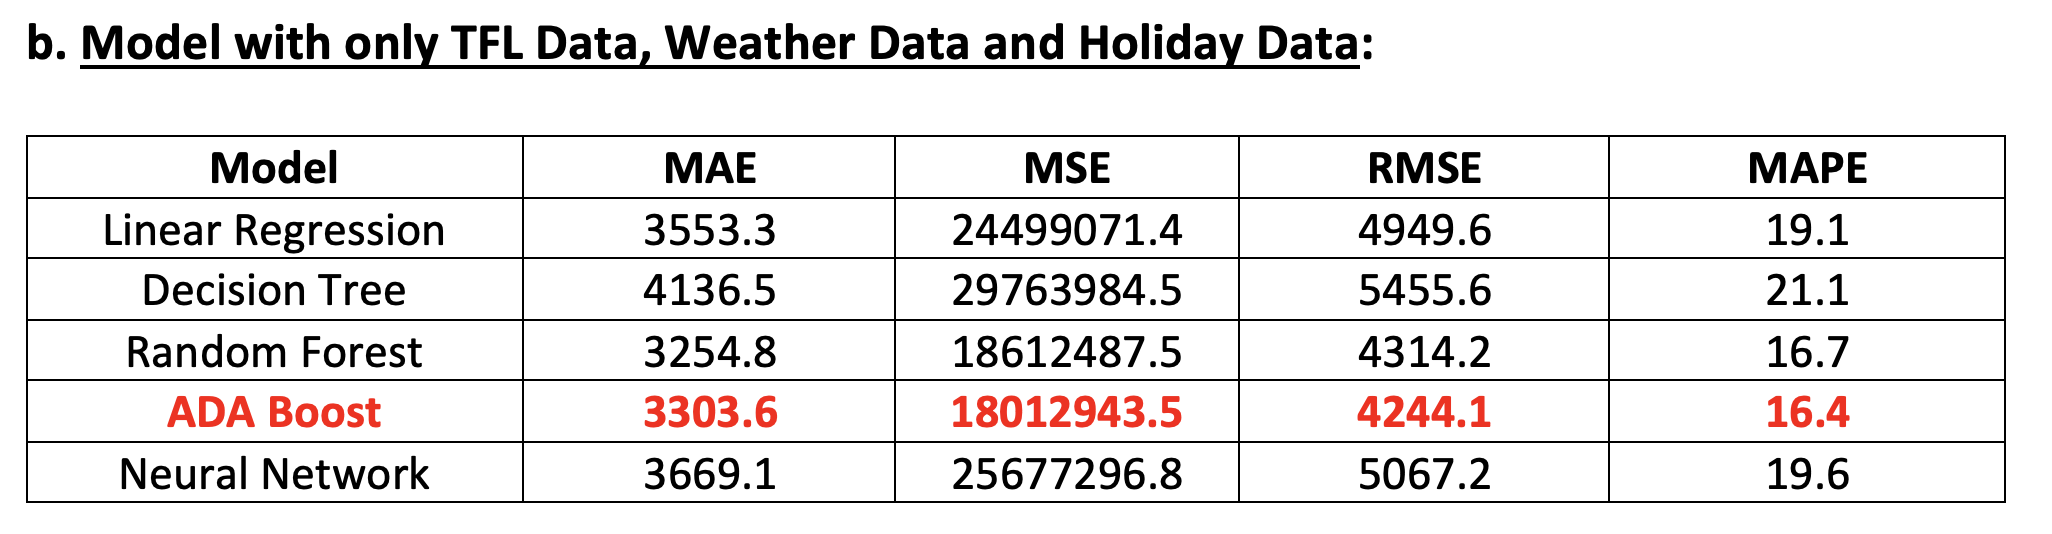 b. Model with only TFL Data, Weather Data and Holiday Data:
Model MAE MSE RMSE MAPE
Linear Regression 3553.3 24499071.4 4949.6 19.1
Decision Tree 4136.5 29763984.5 5455.6 21.1
Random Forest 3254.8 18612487.5 4314.2 16.7
ADA Boost 3303.6 18012943.5 4244.1 16.4
Neural Network 3669.1 25677296.8 5067.2 19.6